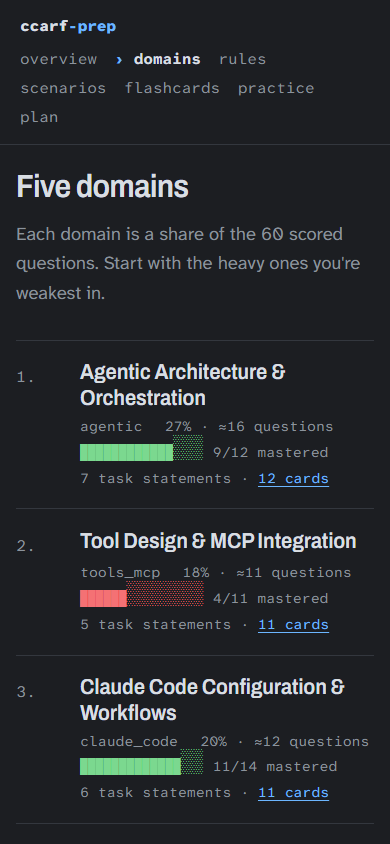 ccarf-prep
overview › domains rules
scenarios flashcards practice
plan
Five domains
Each domain is a share of the 60 scored
questions. Start with the heavy ones you're
weakest in.
1.
Agentic Architecture &
Orchestration
agentic 27% · ≈16 questions
9/12 mastered
7 task statements · 12 cards
2.
Tool Design & MCP Integration
tools_mcp 18% · ≈11 questions
4/11 mastered
5 task statements · 11 cards
3.
Claude Code Configuration &
Workflows
claude_code 20% · ≈12 questions
11/14 mastered
6 task statements · 11 cards